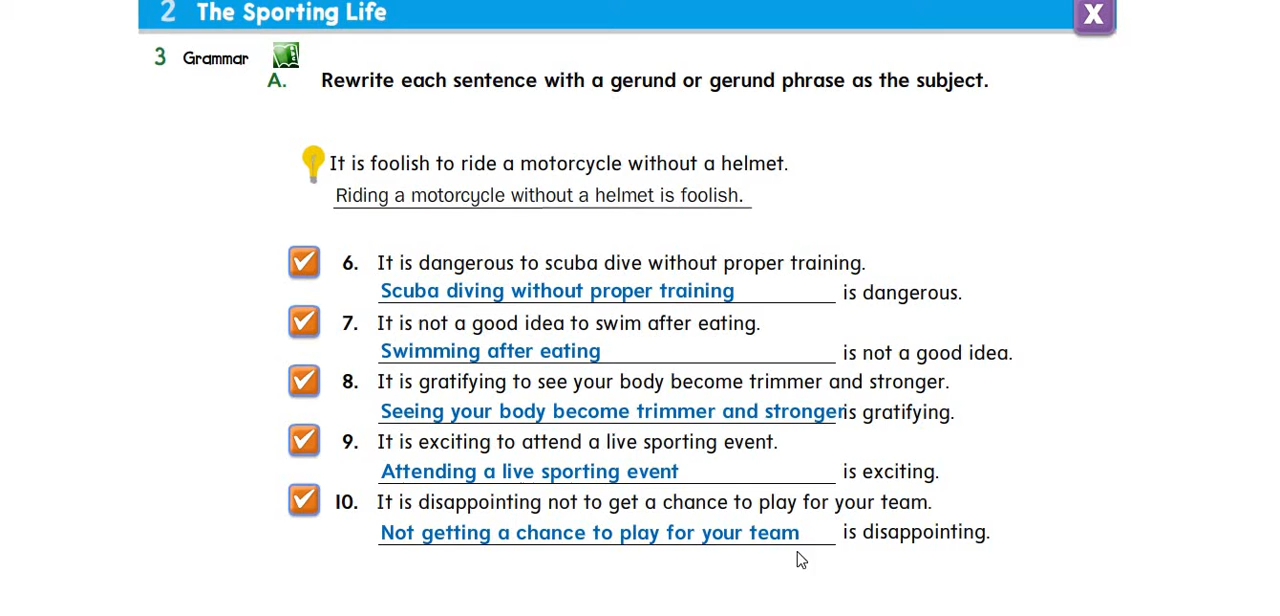 2 The Sporting Life X
3 Grammar
A. Rewrite each sentence with a gerund or gerund phrase as the subject.
It is foolish to ride a motorcycle without a helmet.
Riding a motorcycle without a helmet is foolish.
6. It is dangerous to scuba dive without proper training.
Scuba diving without proper training is dangerous.
7. It is not a good idea to swim after eating.
Swimming after eating is not a good idea.
8. It is gratifying to see your body become trimmer and stronger.
Seeing your body become trimmer and stronger is gratifying.
9. It is exciting to attend a live sporting event.
Attending a live sporting event is exciting.
10. It is disappointing not to get a chance to play for your team.
Not getting a chance to play for your team is disappointing.